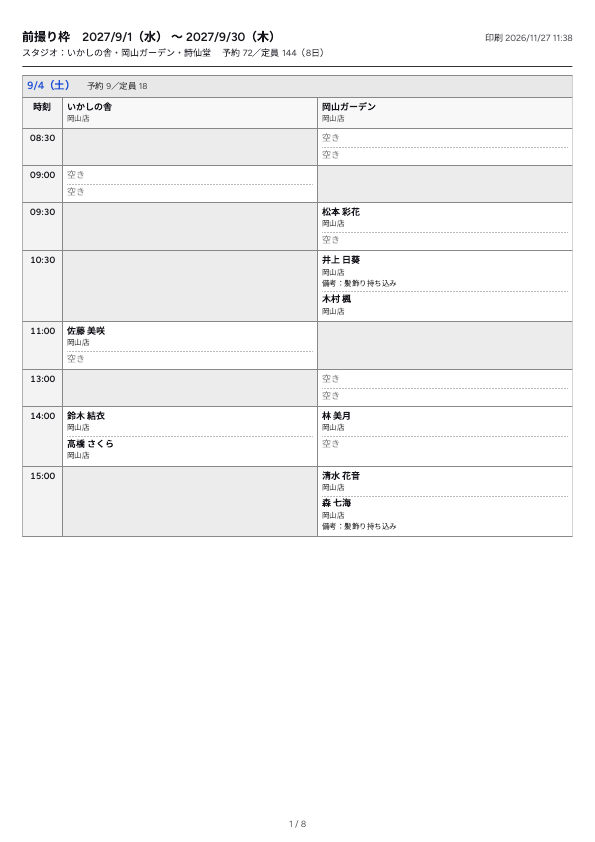 前撮り枠 2027/9/1（水）〜 2027/9/30（木）
印刷 2026/11/27 11:38
スタジオ：いかしの舎・岡山ガーデン・時仙堂 予約 72／定員 144（8日）
9/4（土） 予約 9／定員 18
時刻
いかしの舎
岡山店
岡山ガーデン
岡山店
08:30
空き
空き
09:00
空き
空き
09:30
松本 彩花
岡山店
空き
10:30
井上 日葵
岡山店
備考：髪飾り持ち込み
木村 楓
岡山店
11:00
佐藤 美咲
岡山店
空き
13:00
空き
空き
14:00
鈴木 結衣
岡山店
高橋 さくら
岡山店
林 美月
岡山店
空き
15:00
清水 花音
岡山店
森 七海
岡山店
備考：髪飾り持ち込み
1 / 8